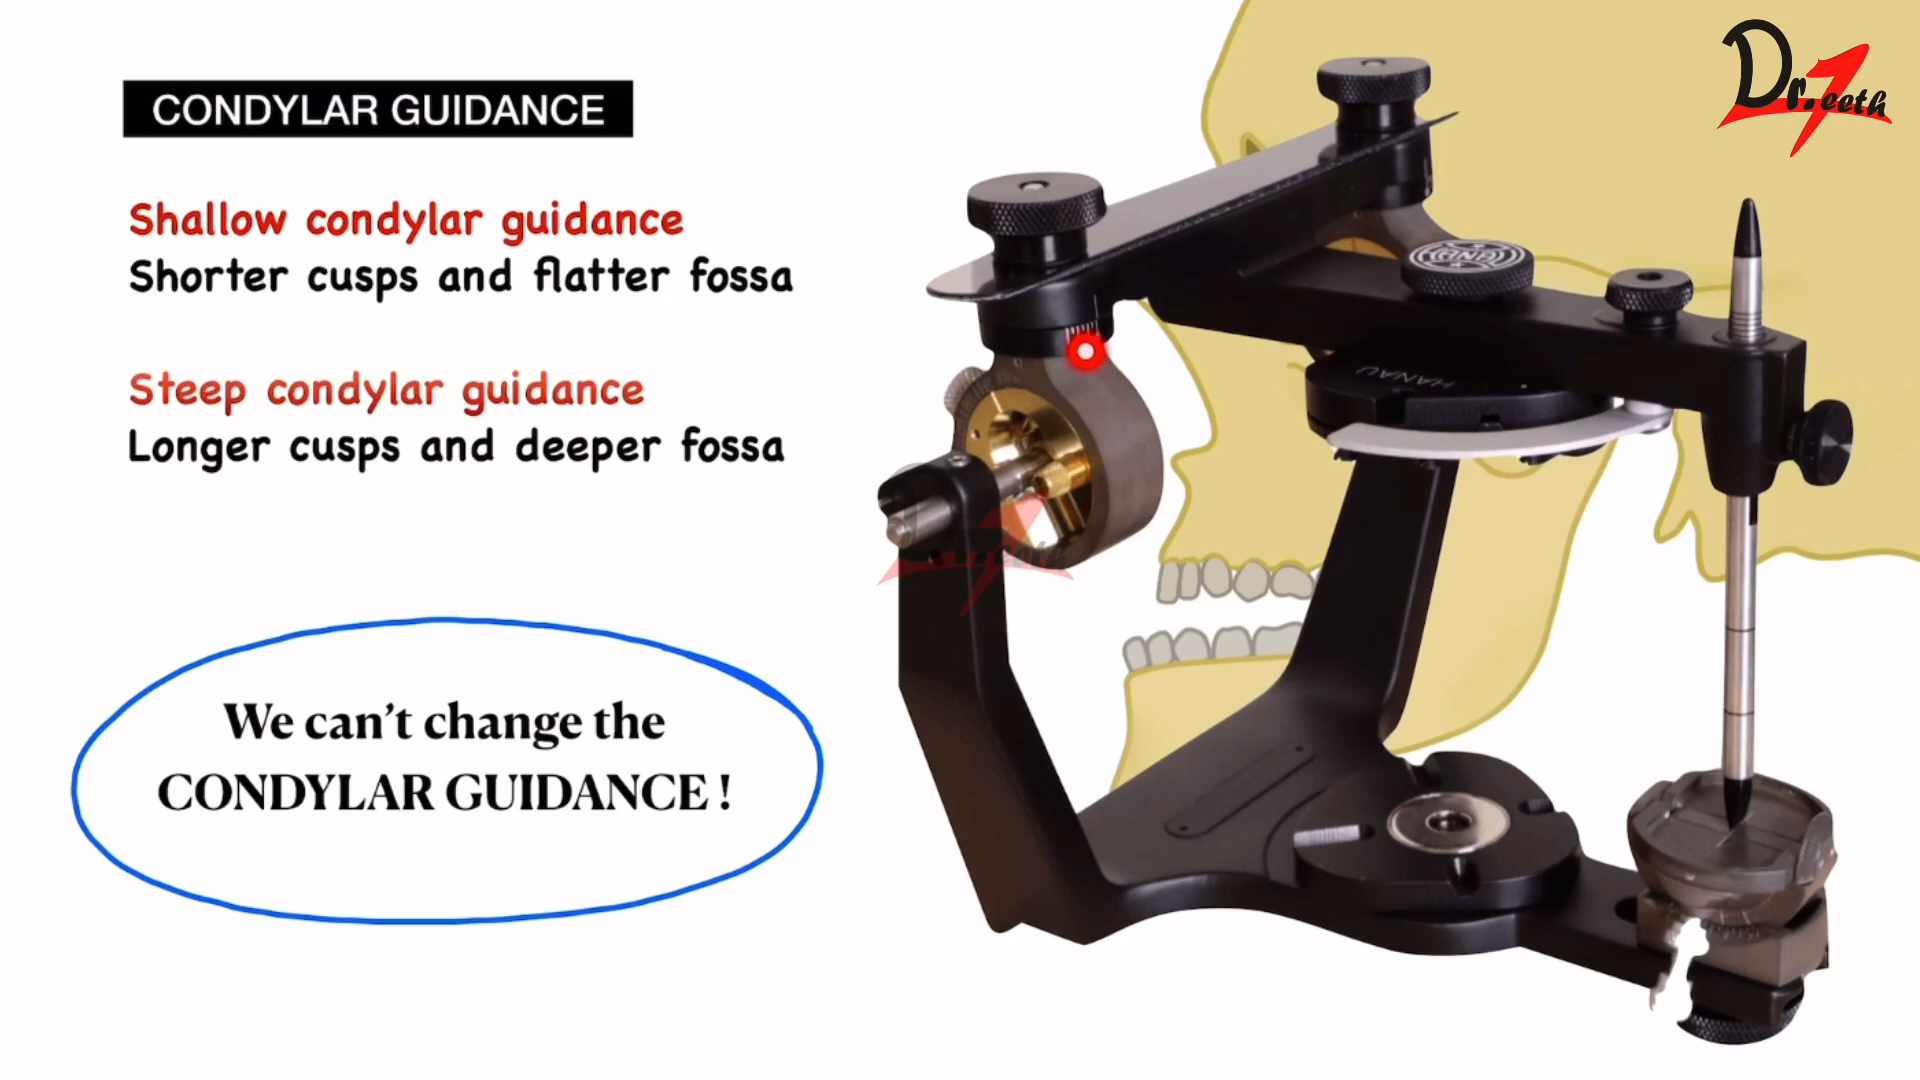 CONDYLAR GUIDANCE
Shallow condylar guidance
Shorter cusps and flatter fossa
Steep condylar guidance
Longer cusps and deeper fossa
We can't change the
CONDYLAR GUIDANCE !
Dr. Teeth
HANAU